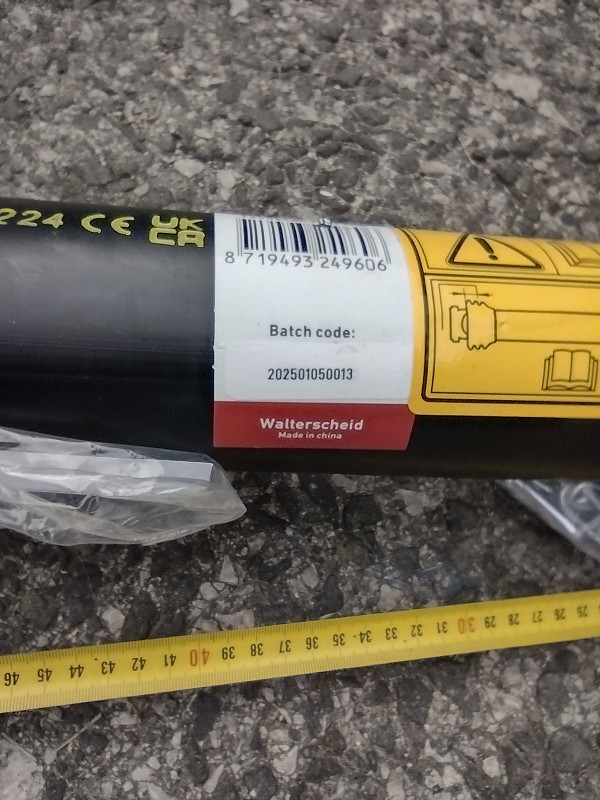 224 CE UK
CA
8 719493 249606
Batch code:
202501050013
Walterscheid
Made in china
46 45 44 43 42 41 40 39 38 37 36 35 34 33 32 31 30 29 28 27 26 25